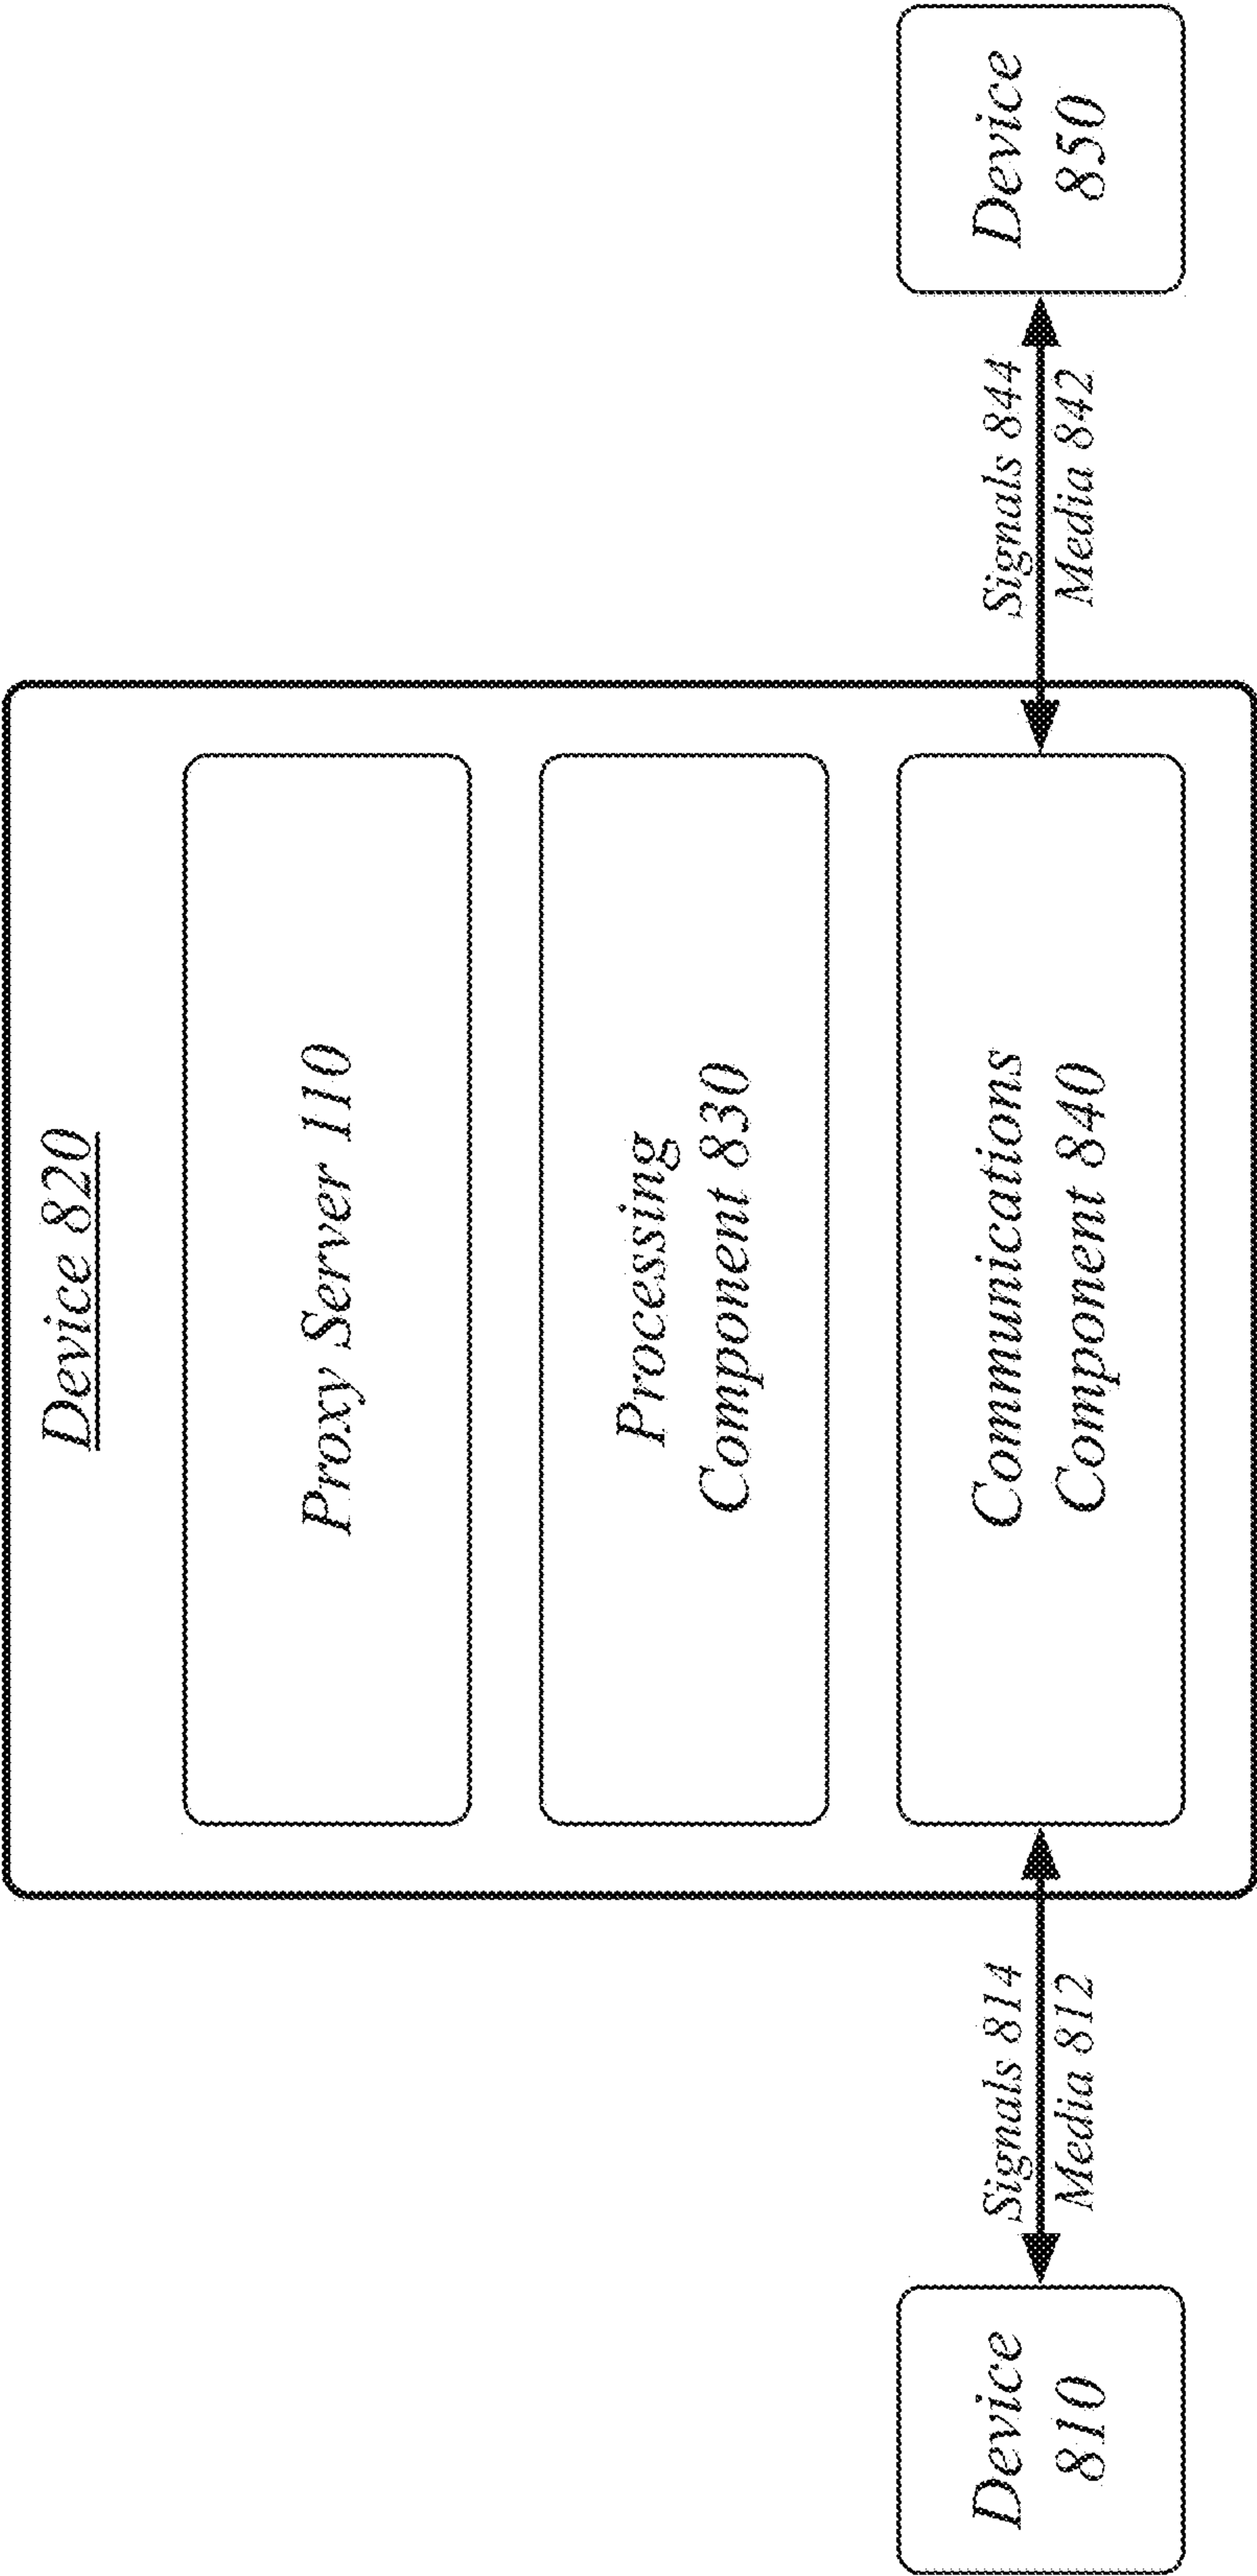 Device 820
Proxy Server 110
Processing
Component 830
Communications
Component 840
Device
810
Signals 814
Media 812
Signals 844
Media 842
Device
850